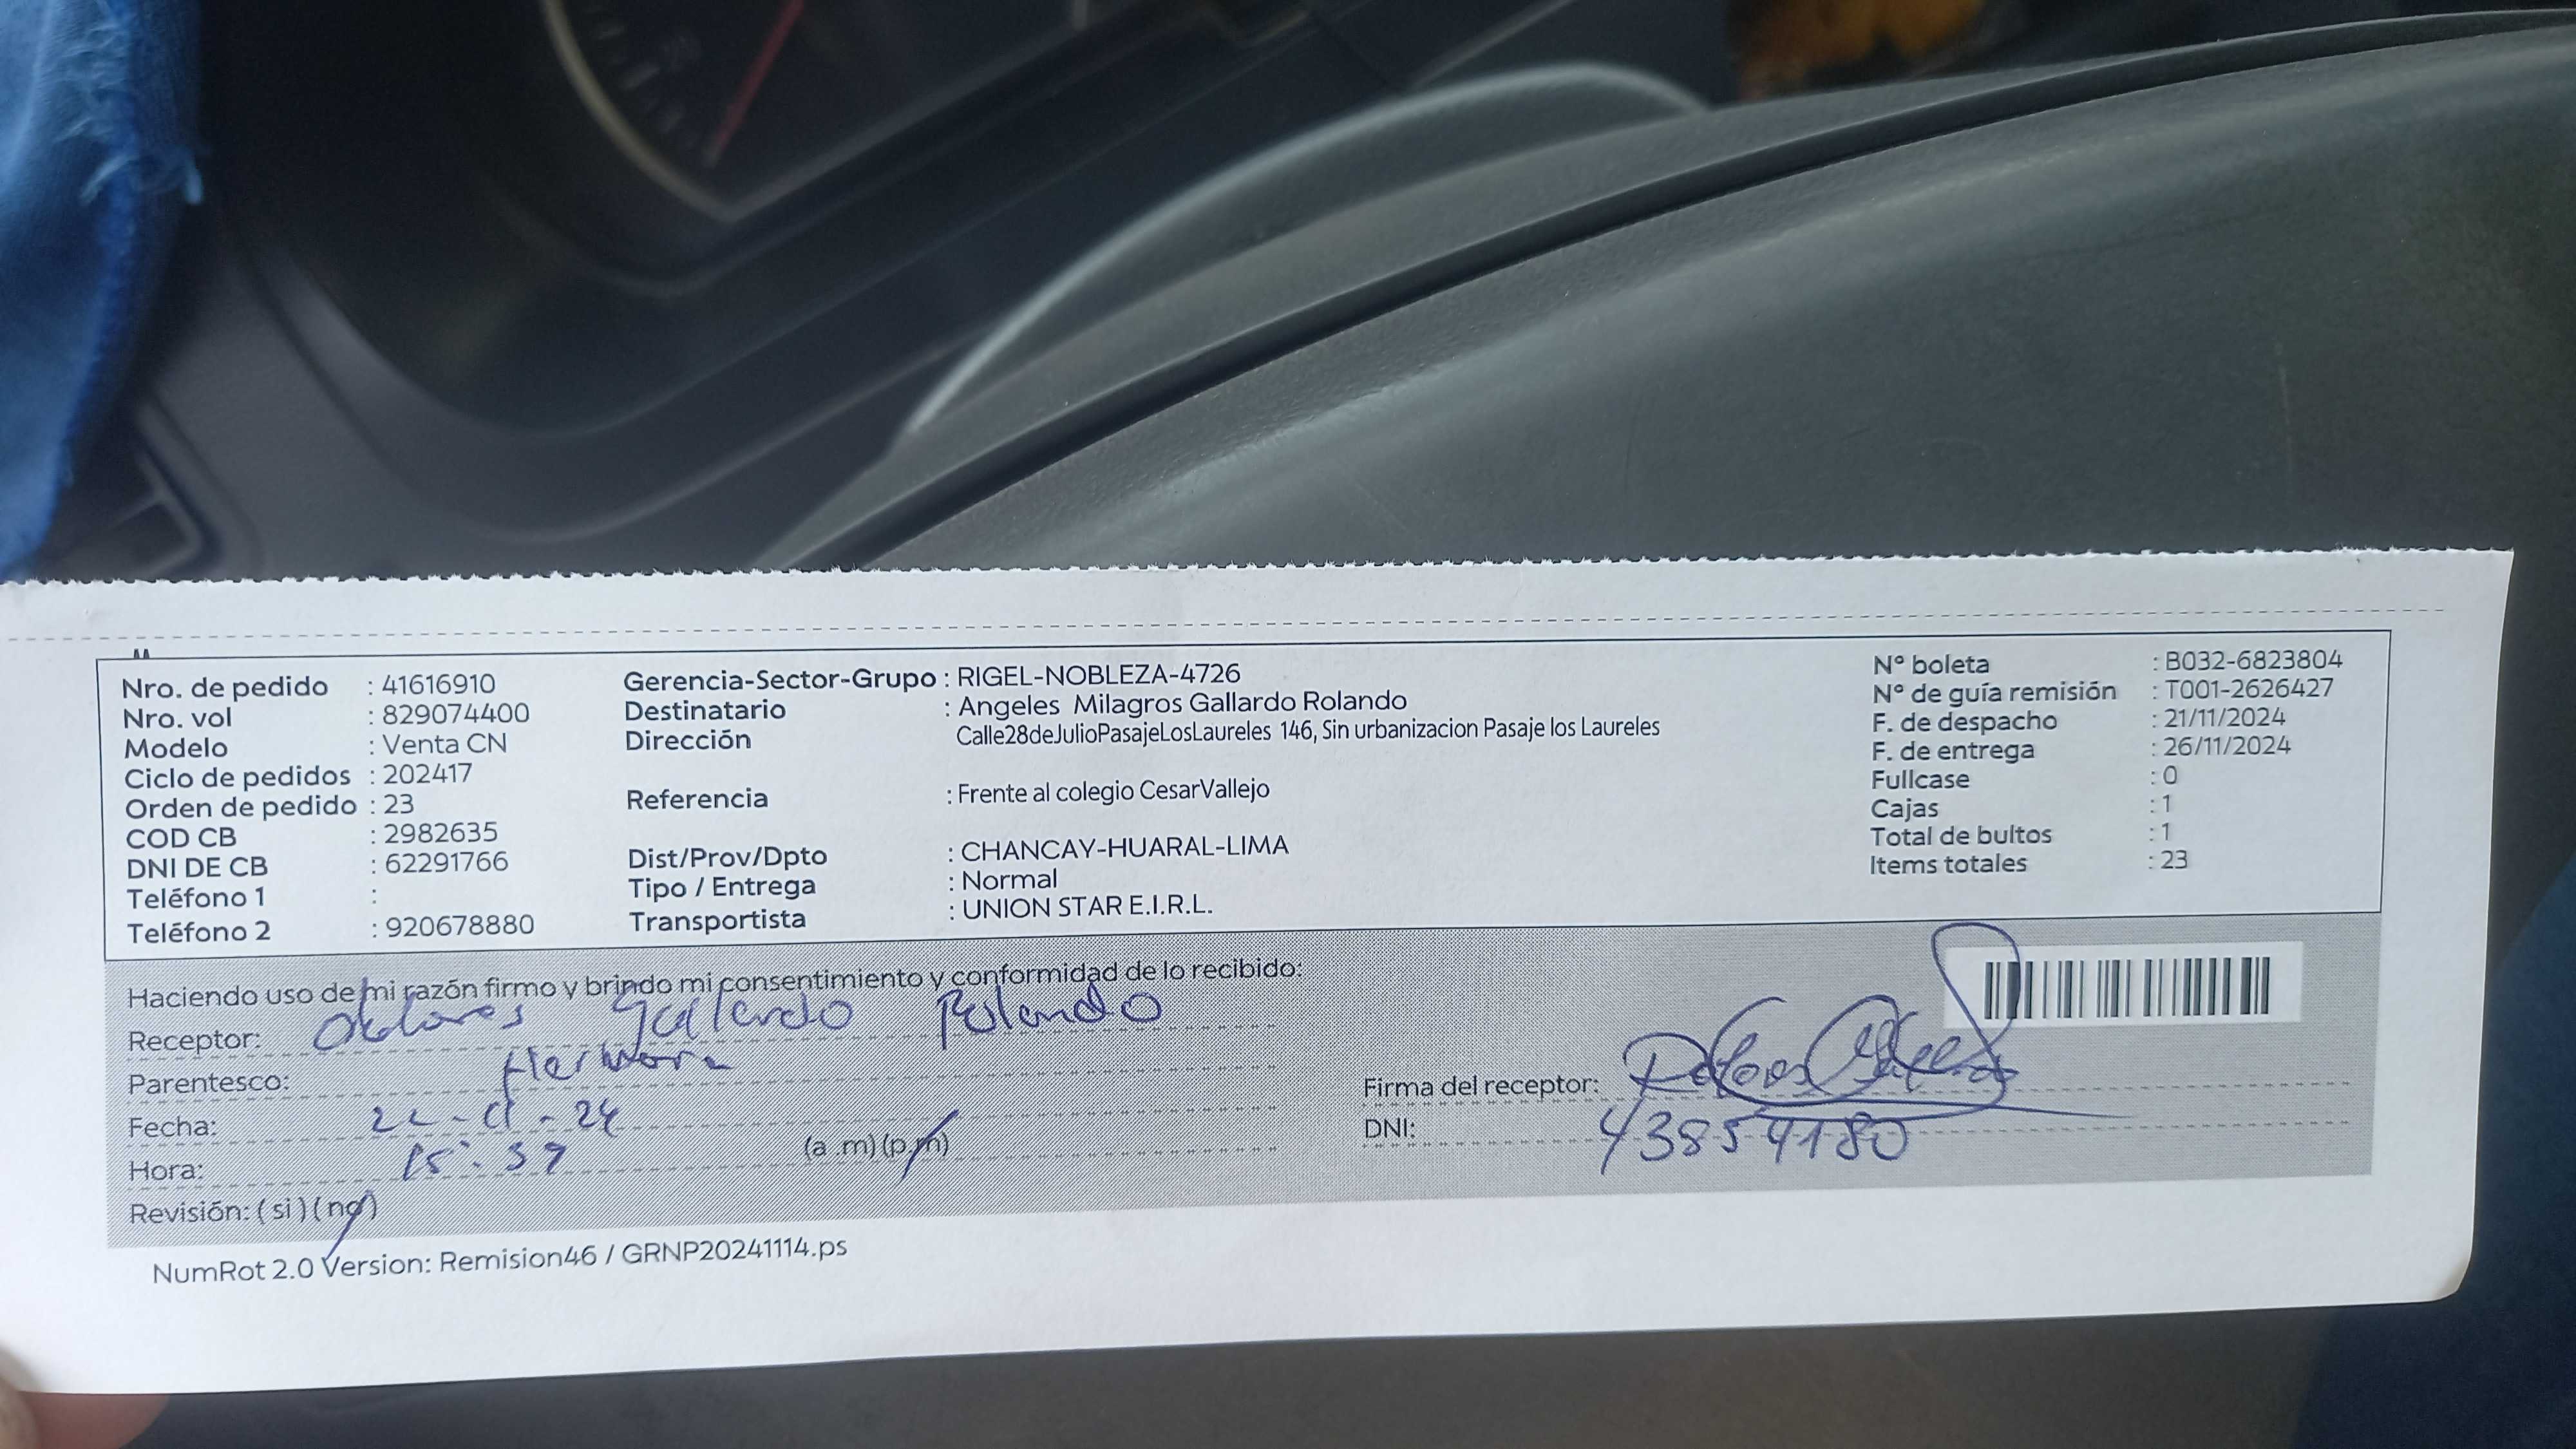 Nro. de pedido : 41616910
Nro. vol : 829074400
Modelo : Venta CN
Ciclo de pedidos : 202417
Orden de pedido : 23
COD CB : 2982635
DNI DE CB : 62291766
Teléfono 1 :
Teléfono 2 : 920678880
Gerencia-Sector-Grupo : RIGEL-NOBLEZA-4726
Destinatario : Angeles Milagros Gallardo Rolando
Dirección Calle28deJulioPasajeLosLaureles 146, Sin urbanizacion Pasaje los Laureles
Referencia : Frente al colegio CesarVallejo
Dist/Prov/Dpto : CHANCAY-HUARAL-LIMA
Tipo / Entrega : Normal
Transportista : UNION STAR E.I.R.L.
N° boleta : B032-6823804
N° de guía remisión : T001-2626427
F. de despacho : 21/11/2024
F. de entrega : 26/11/2024
Fullcase : 0
Cajas : 1
Total de bultos : 1
Items totales : 23
Haciendo uso de mi razón firmo y brindo mi consentimiento y conformidad de lo recibido:
Receptor: Gallardo Rolando
Parentesco: Hermana
Fecha:
Hora: (a .m) (p.m)
Revisión: ( si ) ( no )
Firma del receptor:
DNI: 43854180
NumRot 2.0 Version: Remision46 / GRNP20241114.ps